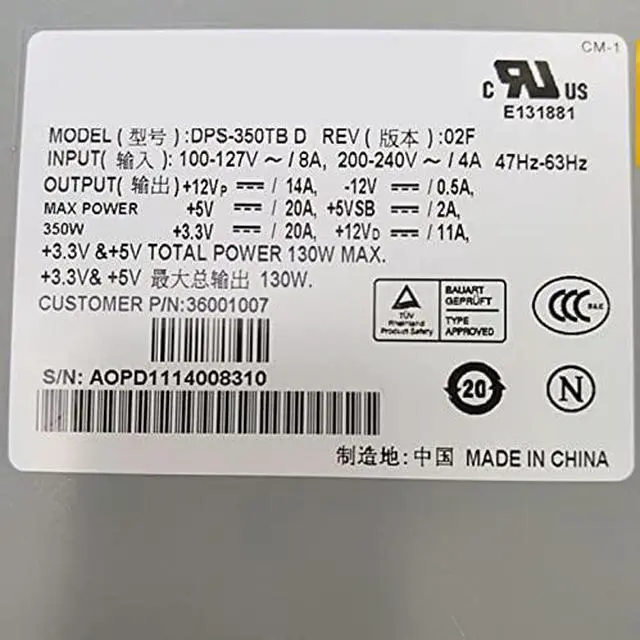 CM-1
C RU US
E131881
MODEL ( 型号 ) :DPS-350TB D REV ( 版本 ) :02F
INPUT( 输入 ): 100-127V ～ / 8A, 200-240V ～ / 4A 47Hz-63Hz
OUTPUT( 输出 ) +12VP ⎓ / 14A, -12V ⎓ / 0.5A,
MAX POWER +5V ⎓ / 20A, +5VSB ⎓ / 2A,
350W +3.3V ⎓ / 20A, +12VD ⎓ / 11A,
+3.3V &+5V TOTAL POWER 130W MAX.
+3.3V& +5V 最大总输出 130W.
CUSTOMER P/N:36001007
TÜV
Rheinland
Product Safety
BAUART
GEPRÜFT
TYPE
APPROVED
CCC S&E
S/N: AOPD1114008310
20
N
制造地: 中国 MADE IN CHINA